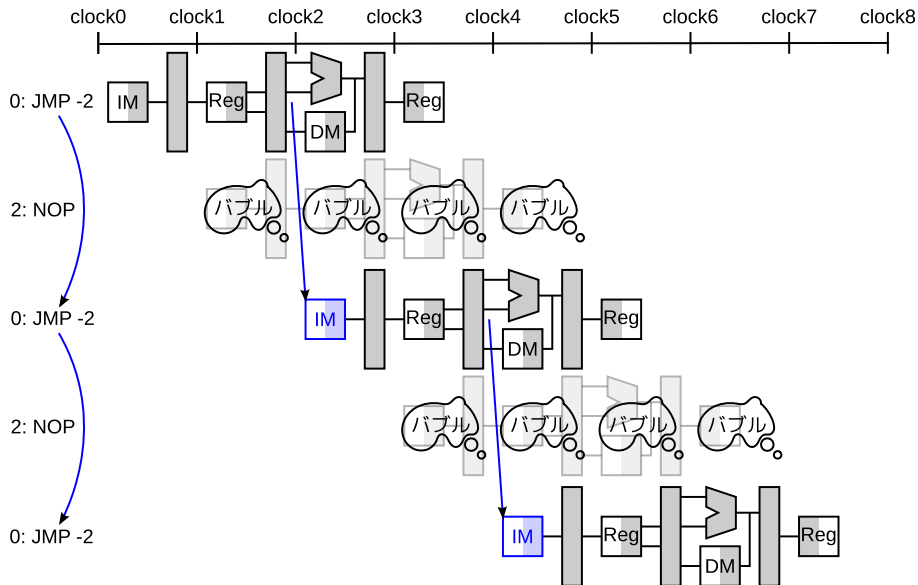 clock0 clock1 clock2 clock3 clock4 clock5 clock6 clock7 clock8
0: JMP -2 IM Reg DM Reg
2: NOP バブル バブル バブル バブル
0: JMP -2 IM Reg DM Reg
2: NOP バブル バブル バブル バブル
0: JMP -2 IM Reg DM Reg